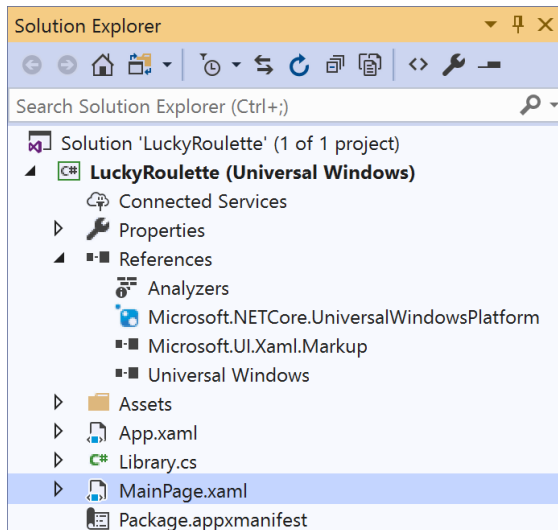 Solution Explorer
Search Solution Explorer (Ctrl+;)
Solution 'LuckyRoulette' (1 of 1 project)
C# LuckyRoulette (Universal Windows)
Connected Services
Properties
References
Analyzers
Microsoft.NETCore.UniversalWindowsPlatform
Microsoft.UI.Xaml.Markup
Universal Windows
Assets
App.xaml
C# Library.cs
MainPage.xaml
Package.appxmanifest